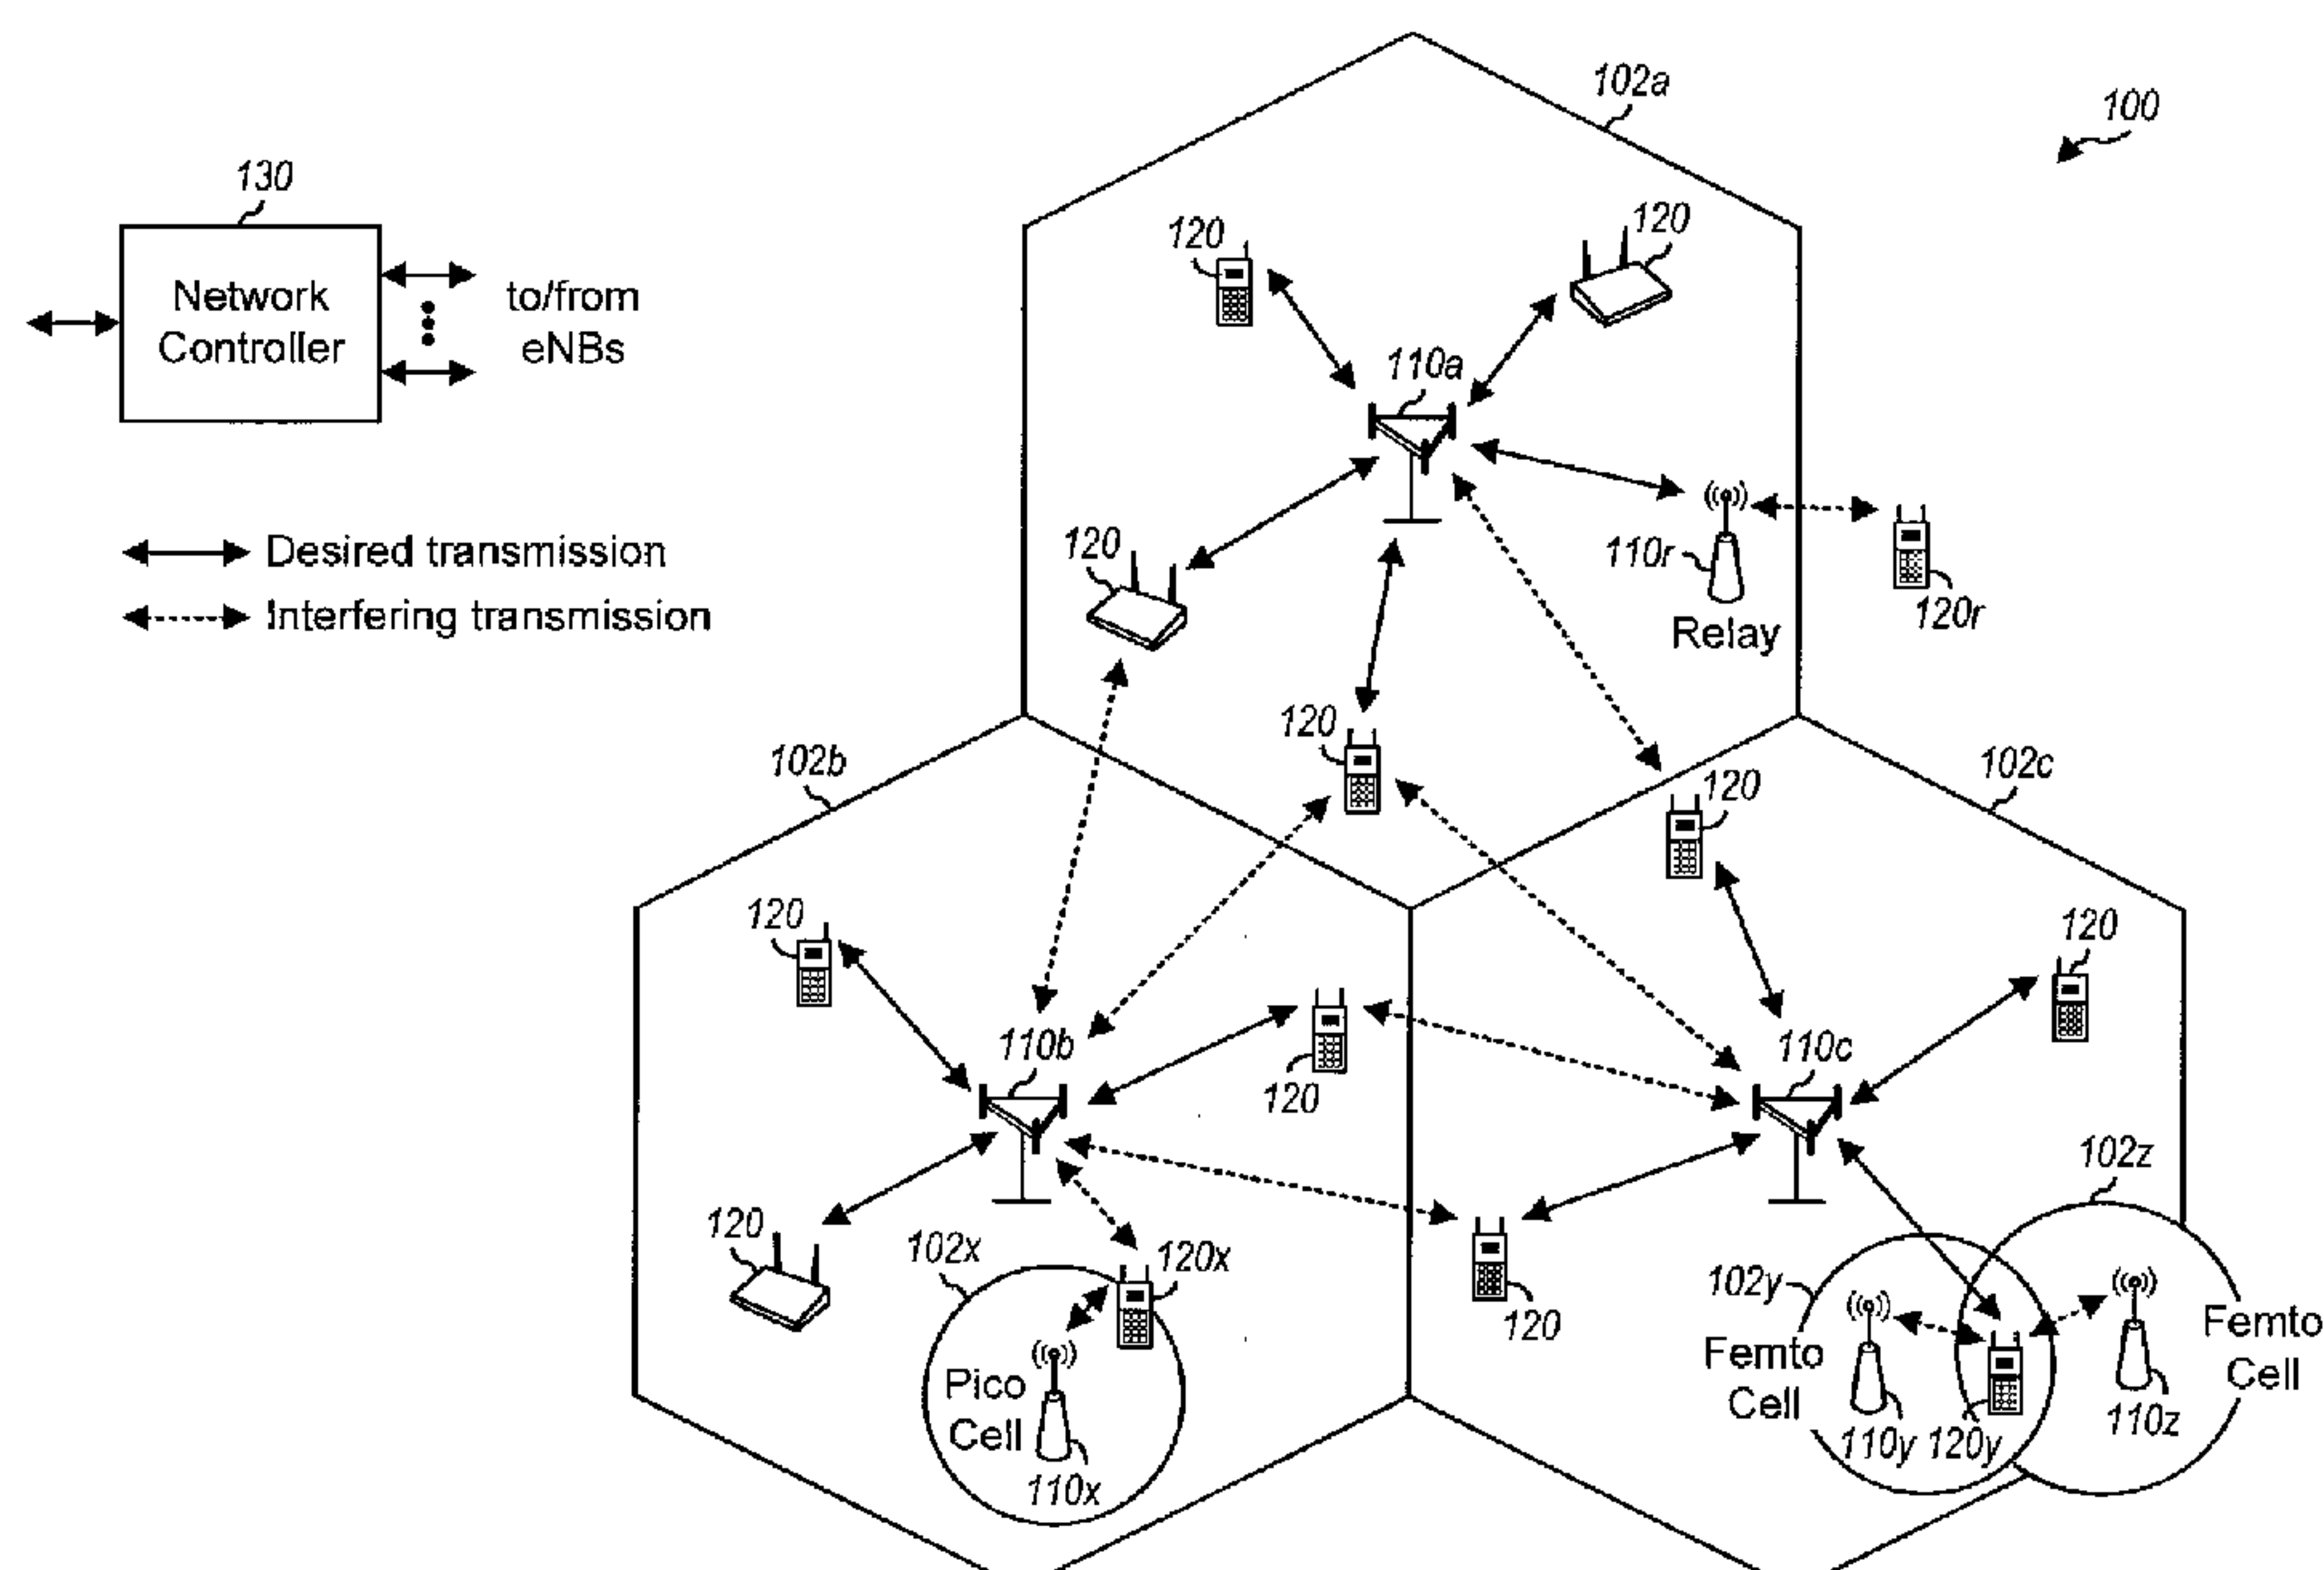 102a
100
130
120
120
Network
Controller
to/from
eNBs
110a
Desired transmission
Interfering transmission
120
110r
Relay
120r
120
102b
102c
120
120
120
110b
120
110c
102z
120
102x
120x
102y
120
Femto
Cell
Femto
Cell
Pico
Cell
110x
110y
120y
110z